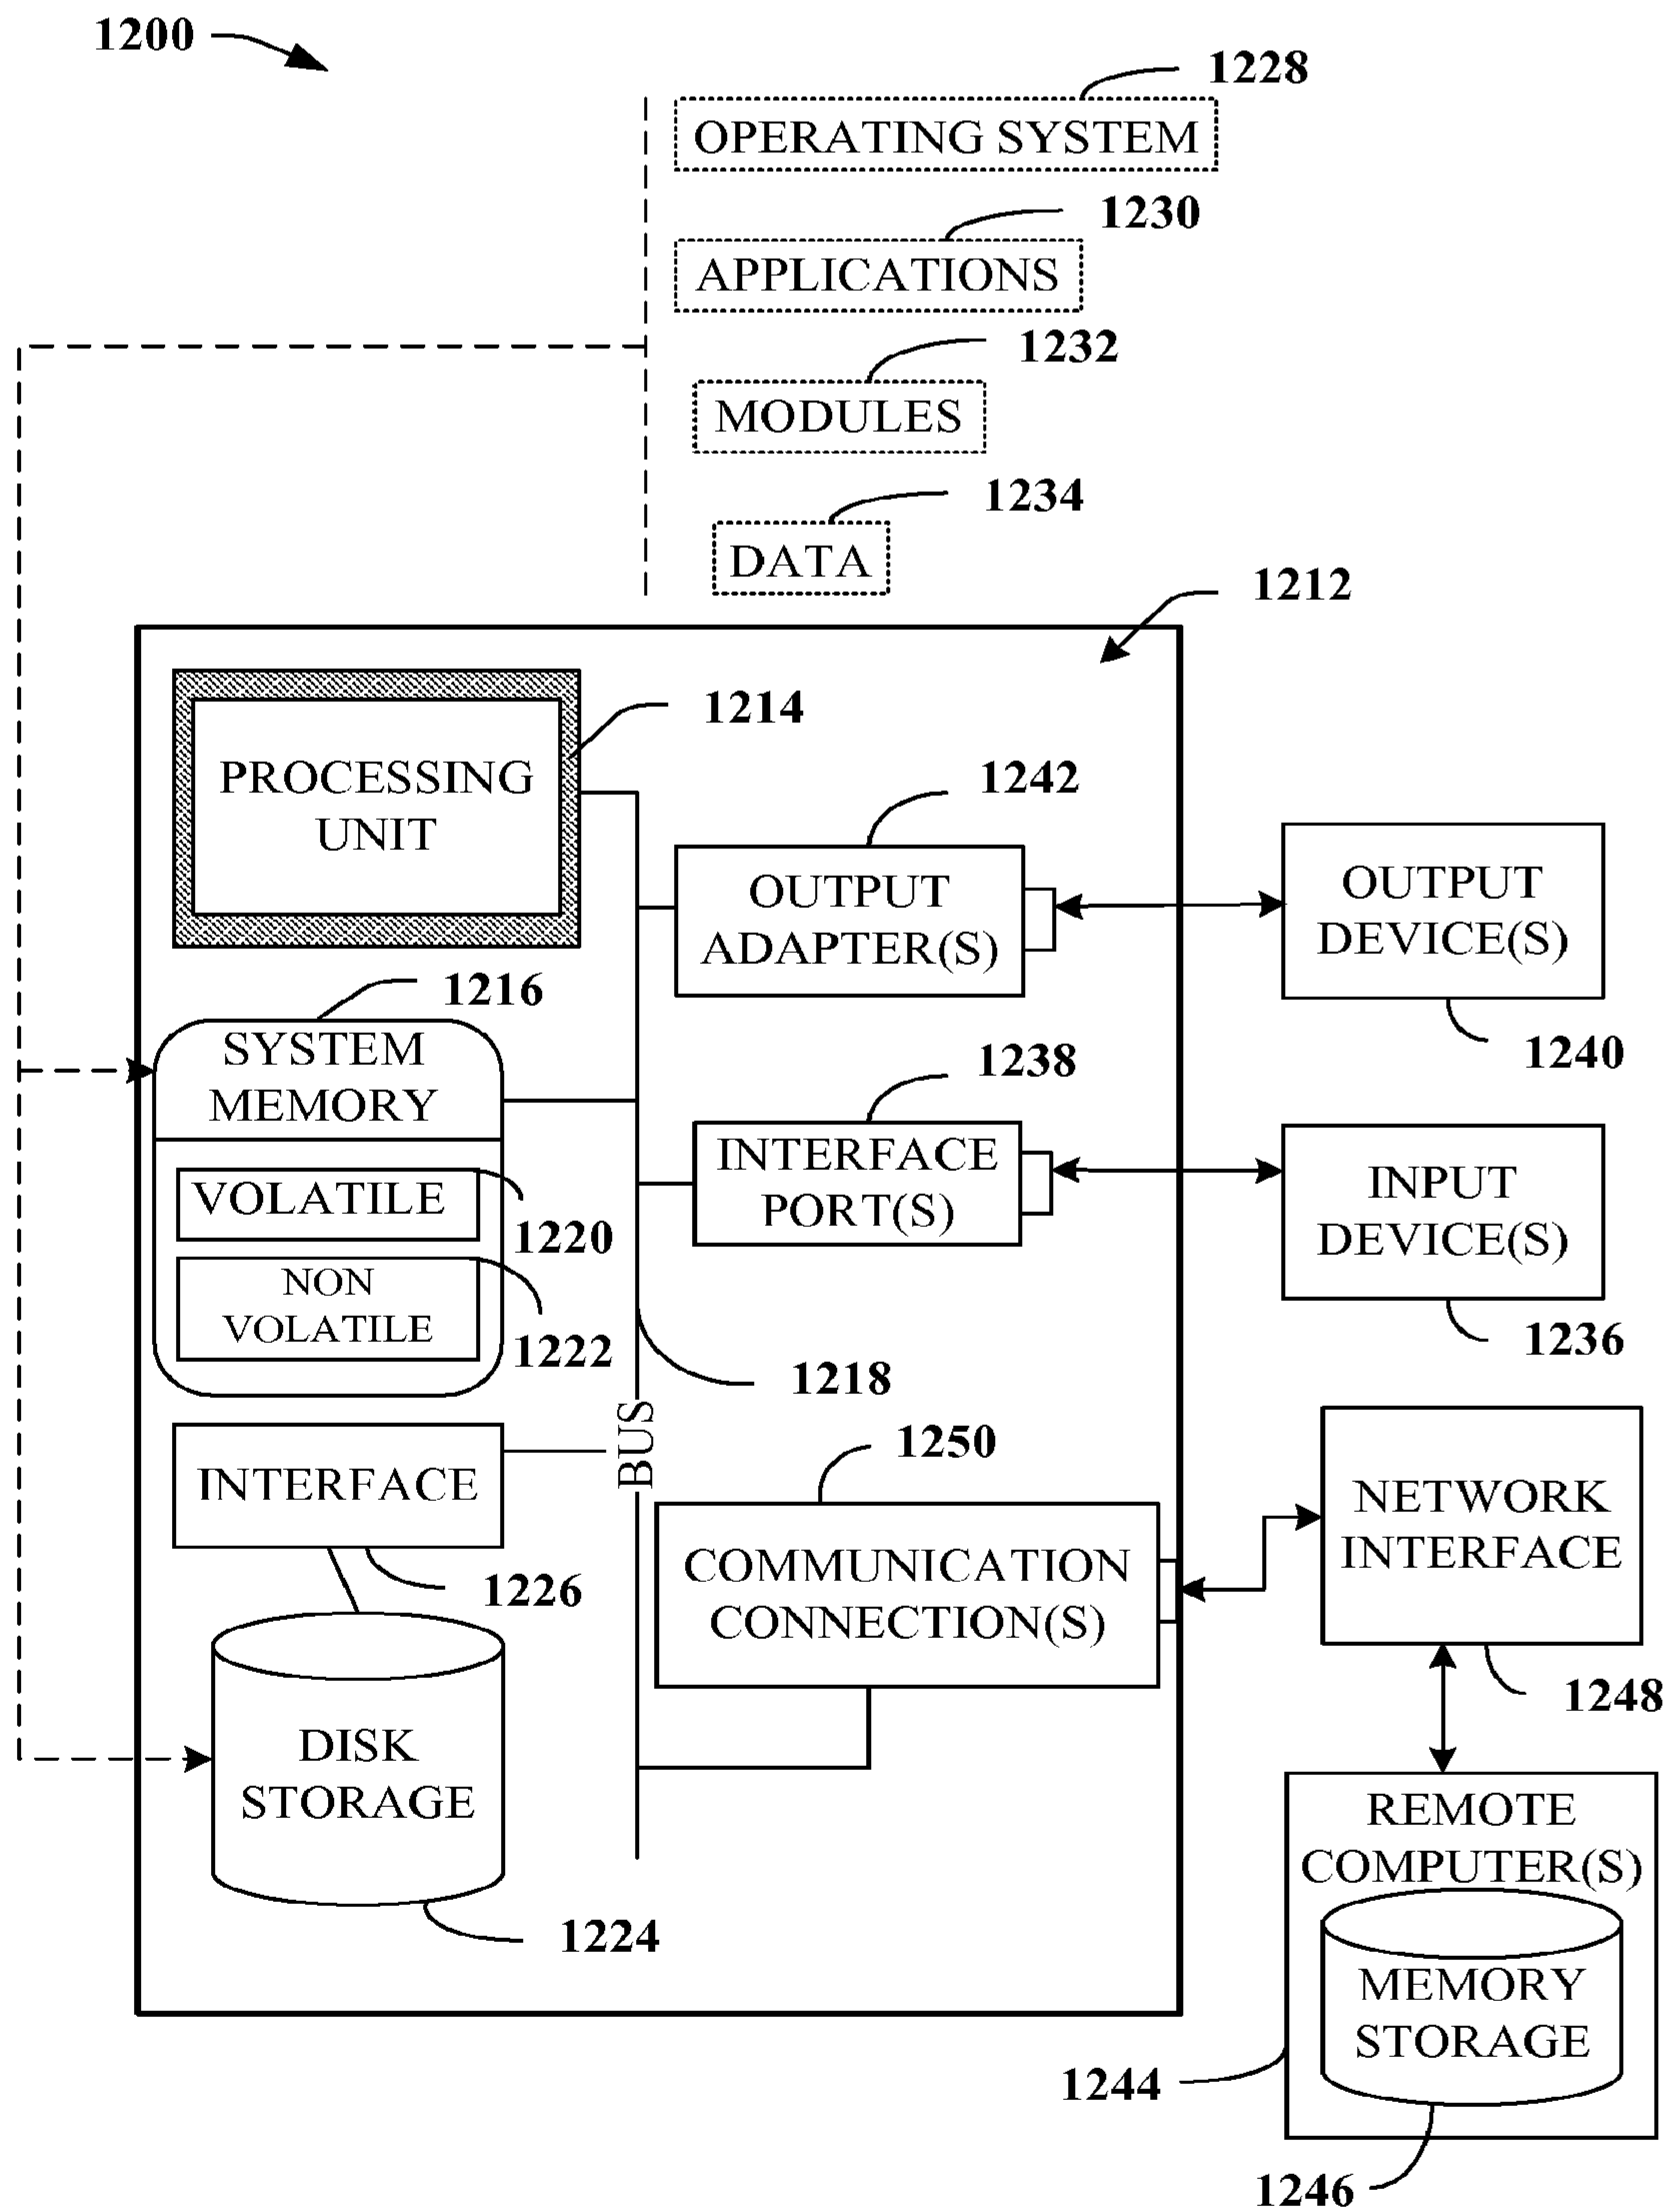 1200
1228
OPERATING SYSTEM
1230
APPLICATIONS
1232
MODULES
1234
DATA
1212
PROCESSING
UNIT
1214
1242
OUTPUT
ADAPTER(S)
OUTPUT
DEVICE(S)
1240
1216
SYSTEM
MEMORY
VOLATILE
1220
NON
VOLATILE
1222
1238
INTERFACE
PORT(S)
INPUT
DEVICE(S)
1236
1218
BUS
INTERFACE
1226
1250
COMMUNICATION
CONNECTION(S)
NETWORK
INTERFACE
1248
DISK
STORAGE
1224
REMOTE
COMPUTER(S)
MEMORY
STORAGE
1244
1246